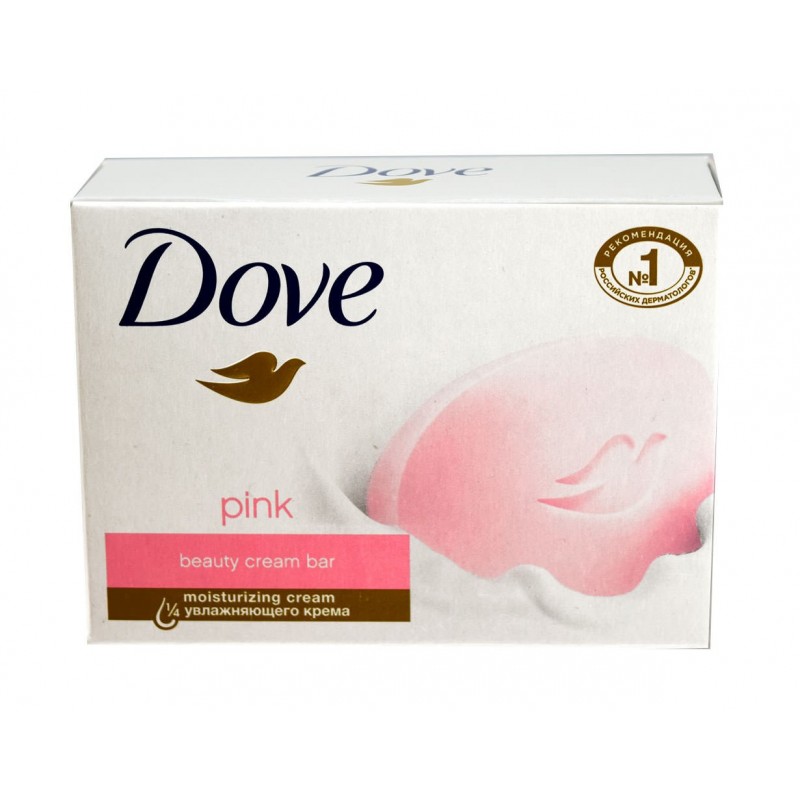 Dove
Dove
РЕКОМЕНДАЦИЯ
№1
РОССИЙСКИХ ДЕРМАТОЛОГОВ*
pink
beauty cream bar
moisturizing cream
¼ увлажняющего крема